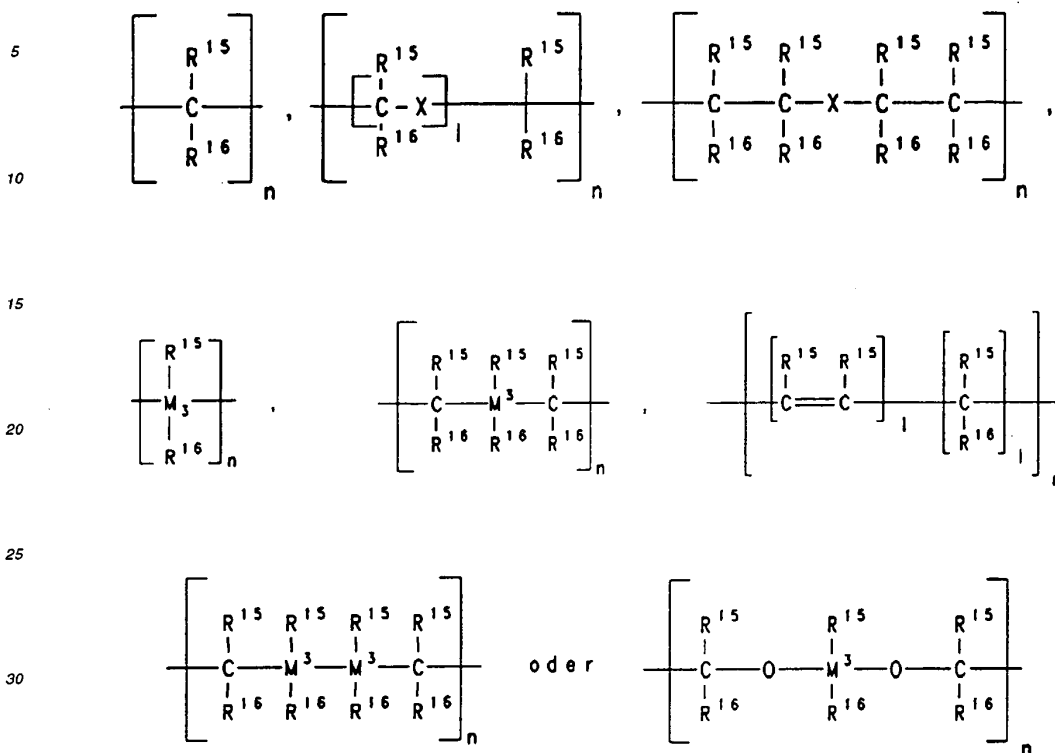 5 R¹⁵ R¹⁵ R¹⁵ R¹⁵ R¹⁵ R¹⁵ R¹⁵
C , C X , C C X C C ,
R¹⁶ R¹⁶ l R¹⁶ R¹⁶ R¹⁶ R¹⁶ R¹⁶
10 n n n
15
R¹⁵ R¹⁵ R¹⁵ R¹⁵ R¹⁵ R¹⁵ R¹⁵
M₃ , C M³ C , C C C
20 R¹⁶ n R¹⁶ R¹⁶ R¹⁶ n l R¹⁶ l
25
R¹⁵ R¹⁵ R¹⁵ R¹⁵ R¹⁵ R¹⁵ R¹⁵
30 C M³ M³ C oder C O M³ O C
R¹⁶ R¹⁶ R¹⁶ R¹⁶ n R¹⁶ R¹⁶ R¹⁶ n